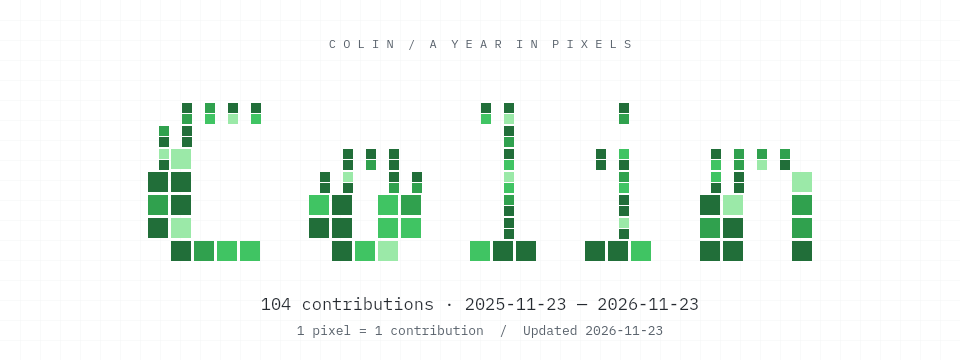 COLIN / A YEAR IN PIXELS
Colin
104 contributions · 2025-11-23 — 2026-11-23
1 pixel = 1 contribution / Updated 2026-11-23